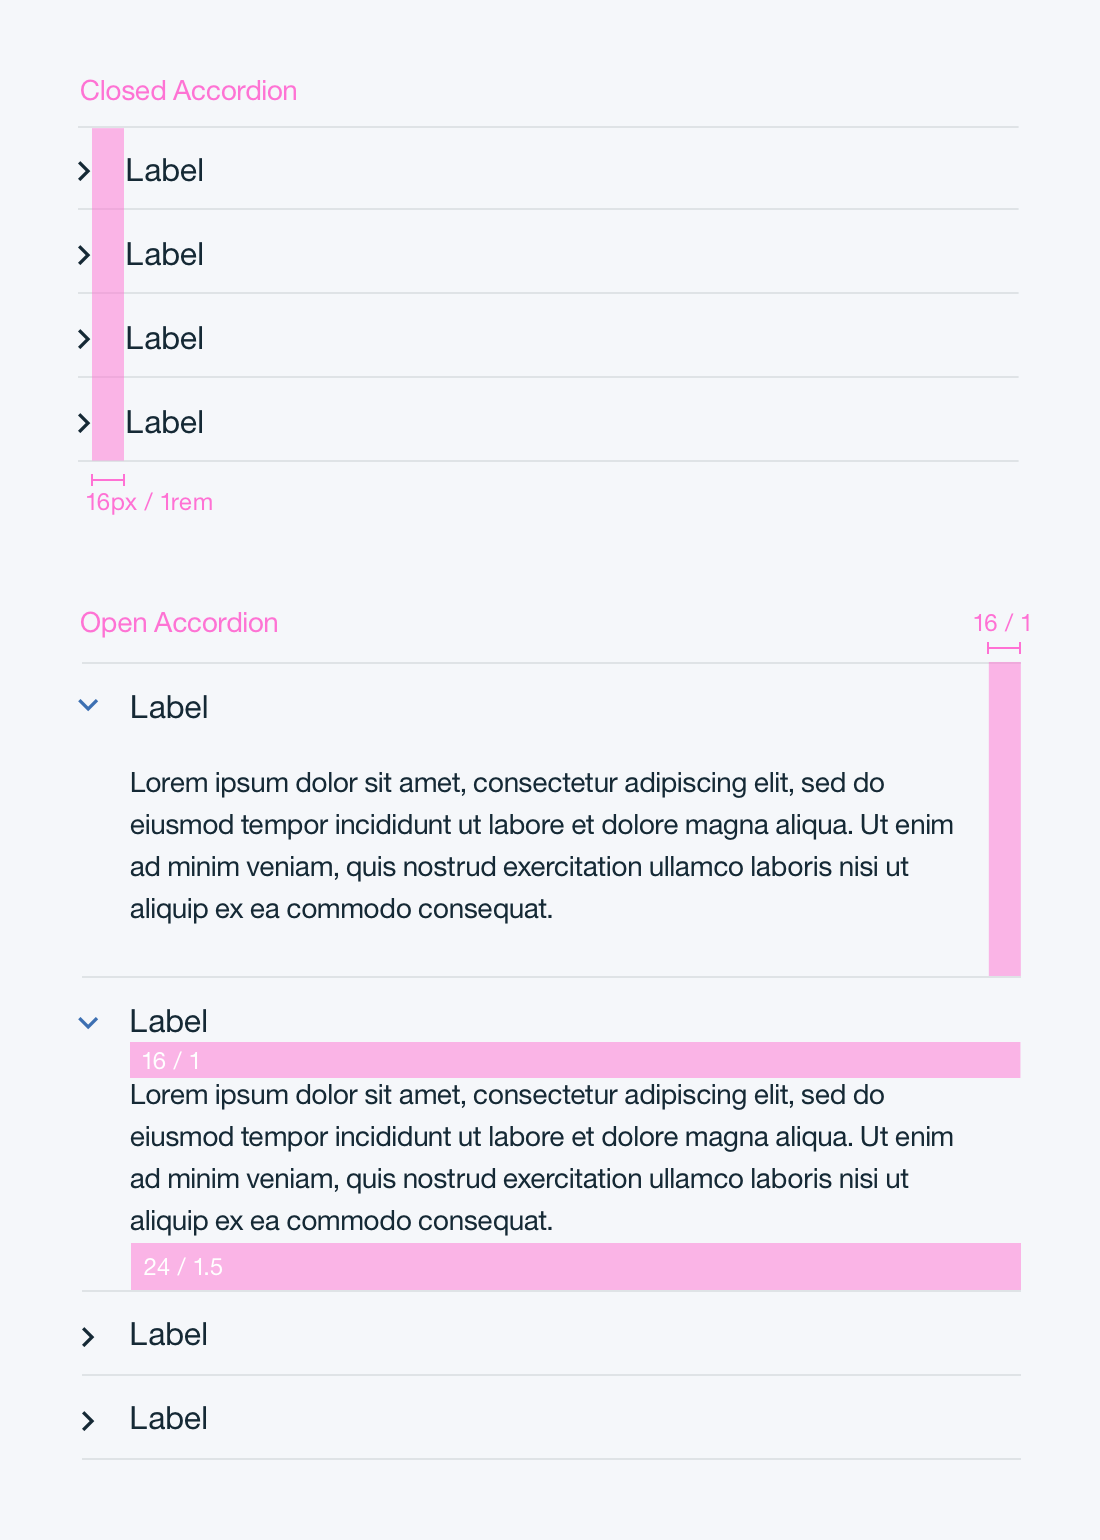 Closed Accordion
Label
Label
Label
Label
16px / 1rem
Open Accordion
16 / 1
Label
Lorem ipsum dolor sit amet, consectetur adipiscing elit, sed do
eiusmod tempor incididunt ut labore et dolore magna aliqua. Ut enim
ad minim veniam, quis nostrud exercitation ullamco laboris nisi ut
aliquip ex ea commodo consequat.
Label
16 / 1
Lorem ipsum dolor sit amet, consectetur adipiscing elit, sed do
eiusmod tempor incididunt ut labore et dolore magna aliqua. Ut enim
ad minim veniam, quis nostrud exercitation ullamco laboris nisi ut
aliquip ex ea commodo consequat.
24 / 1.5
Label
Label